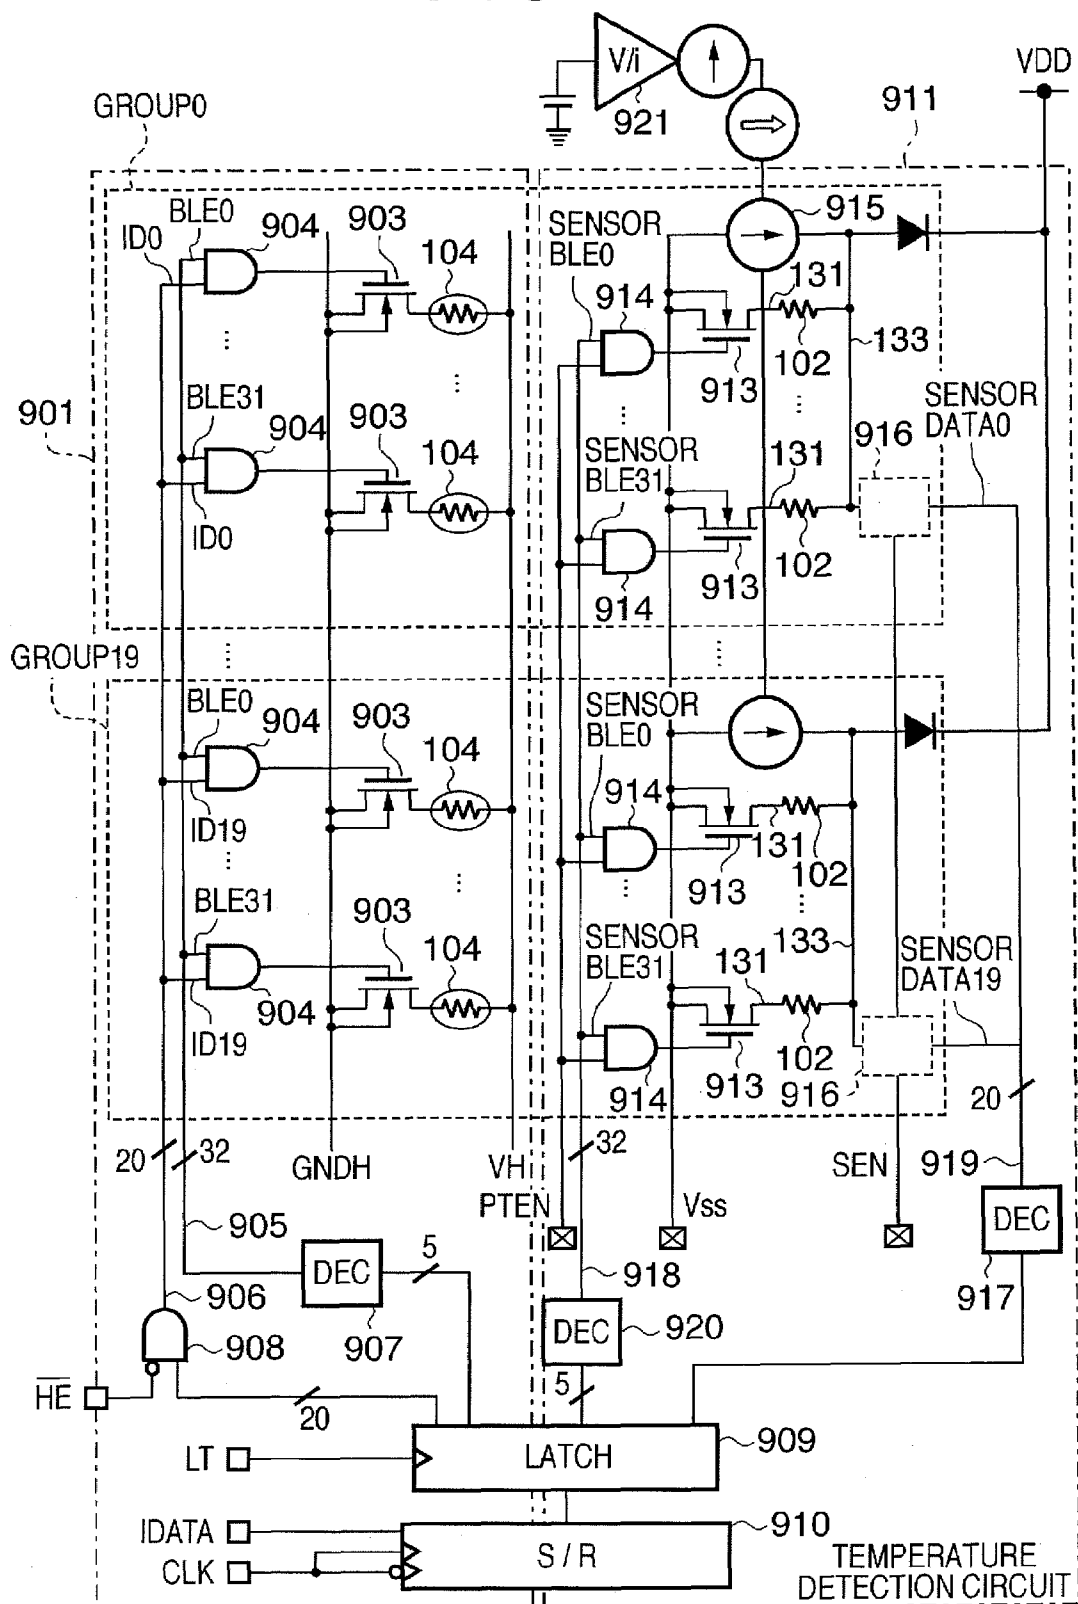 V/i
921
VDD
GROUP0
911
BLE0
904
903
ID0
104
SENSOR
BLE0
915
914
131
102
133
913
SENSOR
DATA0
901
BLE31
904
903
104
ID0
SENSOR
BLE31
131
916
102
913
914
GROUP19
BLE0
904
903
104
ID19
SENSOR
BLE0
914
131
102
913
133
BLE31
903
104
904
ID19
SENSOR
BLE31
131
SENSOR
DATA19
102
913
914
916
20
20
32
GNDH
VH
PTEN
32
Vss
SEN
919
DEC
917
905
DEC
5
907
918
906
908
DEC
920
HE
20
5
LT
LATCH
909
IDATA
CLK
S / R
910
TEMPERATURE
DETECTION CIRCUIT